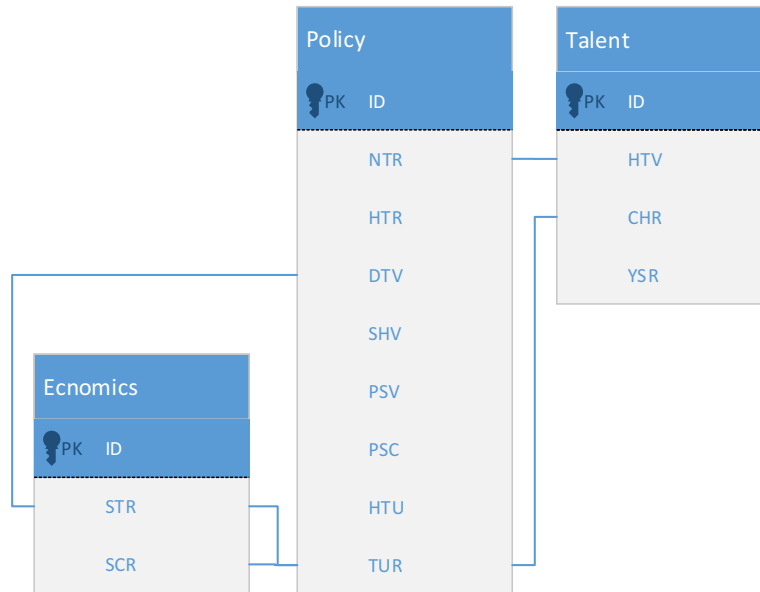 Policy
PK ID
NTR
HTR
DTV
SHV
PSV
PSC
HTU
TUR
Talent
PK ID
HTV
CHR
YSR
Ecnomics
PK ID
STR
SCR